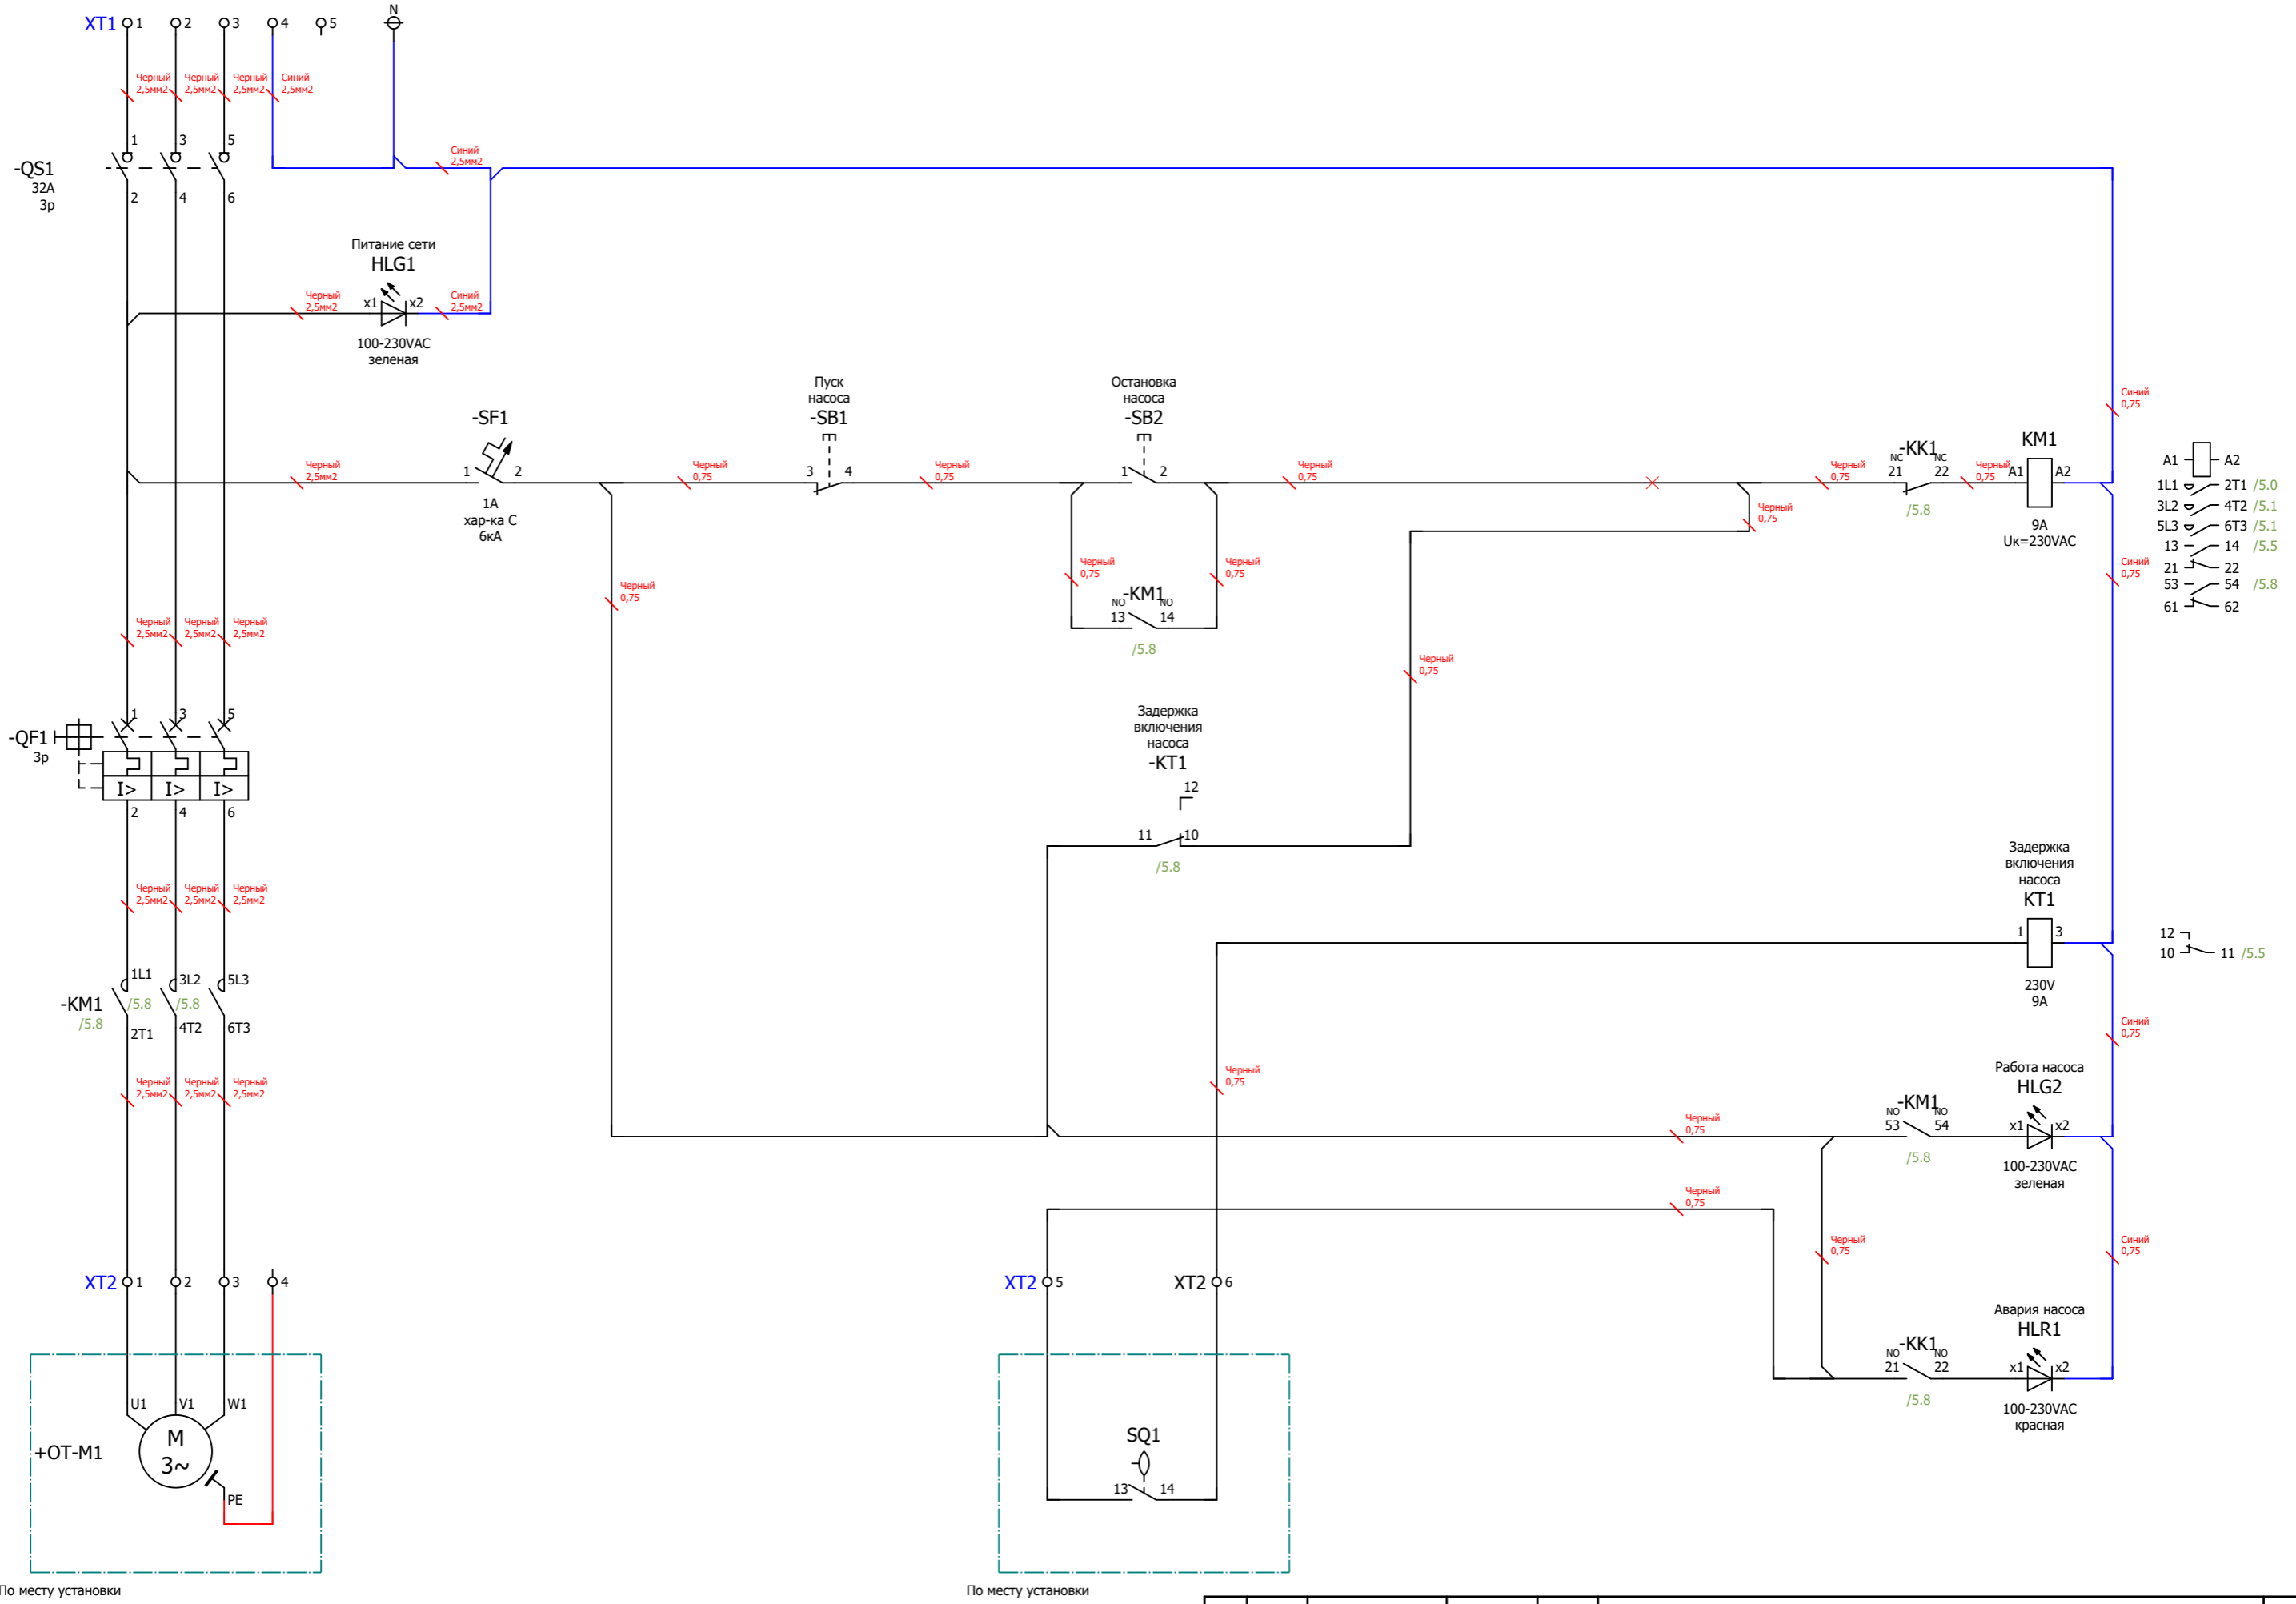 XT1 1 2 3 4 5 N
Черный 2,5мм2 Черный 2,5мм2 Черный 2,5мм2 Синий 2,5мм2
1 3 5
-QS1
32A
3p
2 4 6
Синий
2,5мм2
Питание сети
HLG1
Черный
2,5мм2
x1 x2
Синий
2,5мм2
100-230VAC
зеленая
Черный
2,5мм2
-SF1
1 2
1A
хар-ка C
6кА
Черный
0,75
Пуск
насоса
-SB1
3 4
Черный
0,75
Остановка
насоса
-SB2
1 2
Черный
0,75
Черный
0,75
Черный
0,75
-KK1
NC NC
21 22
/5.8
Черный
0,75
KM1
A1 A2
9A
Uк=230VAC
Синий
0,75
Синий
0,75
A1 A2
1L1 2T1 /5.0
3L2 4T2 /5.1
5L3 6T3 /5.1
13 14 /5.5
21 22
53 54 /5.8
61 62
Черный
0,75
Черный
0,75
Черный
0,75
-KM1
NO NO
13 14
/5.8
Черный 2,5мм2 Черный 2,5мм2 Черный 2,5мм2
Черный
0,75
Задержка
включения
насоса
-KT1
12
11 10
/5.8
1 3 5
-QF1
3p
I> I> I>
2 4 6
Черный 2,5мм2 Черный 2,5мм2 Черный 2,5мм2
Задержка
включения
насоса
KT1
1 3
230V
9A
12
10 11 /5.5
1L1 3L2 5L3
-KM1 /5.8 /5.8
/5.8
2T1 4T2 6T3
Синий
0,75
Черный 2,5мм2 Черный 2,5мм2 Черный 2,5мм2
Черный
0,75
Черный
0,75
-KM1
NO NO
53 54
/5.8
Работа насоса
HLG2
x1 x2
100-230VAC
зеленая
Черный
0,75
Черный
0,75
Синий
0,75
XT2 1 2 3 4
XT2 5
XT2 6
-KK1
NO NO
21 22
/5.8
Авария насоса
HLR1
x1 x2
100-230VAC
красная
U1 V1 W1
+OT-M1
M
3~
PE
SQ1
13 14
По месту установки
По месту установки